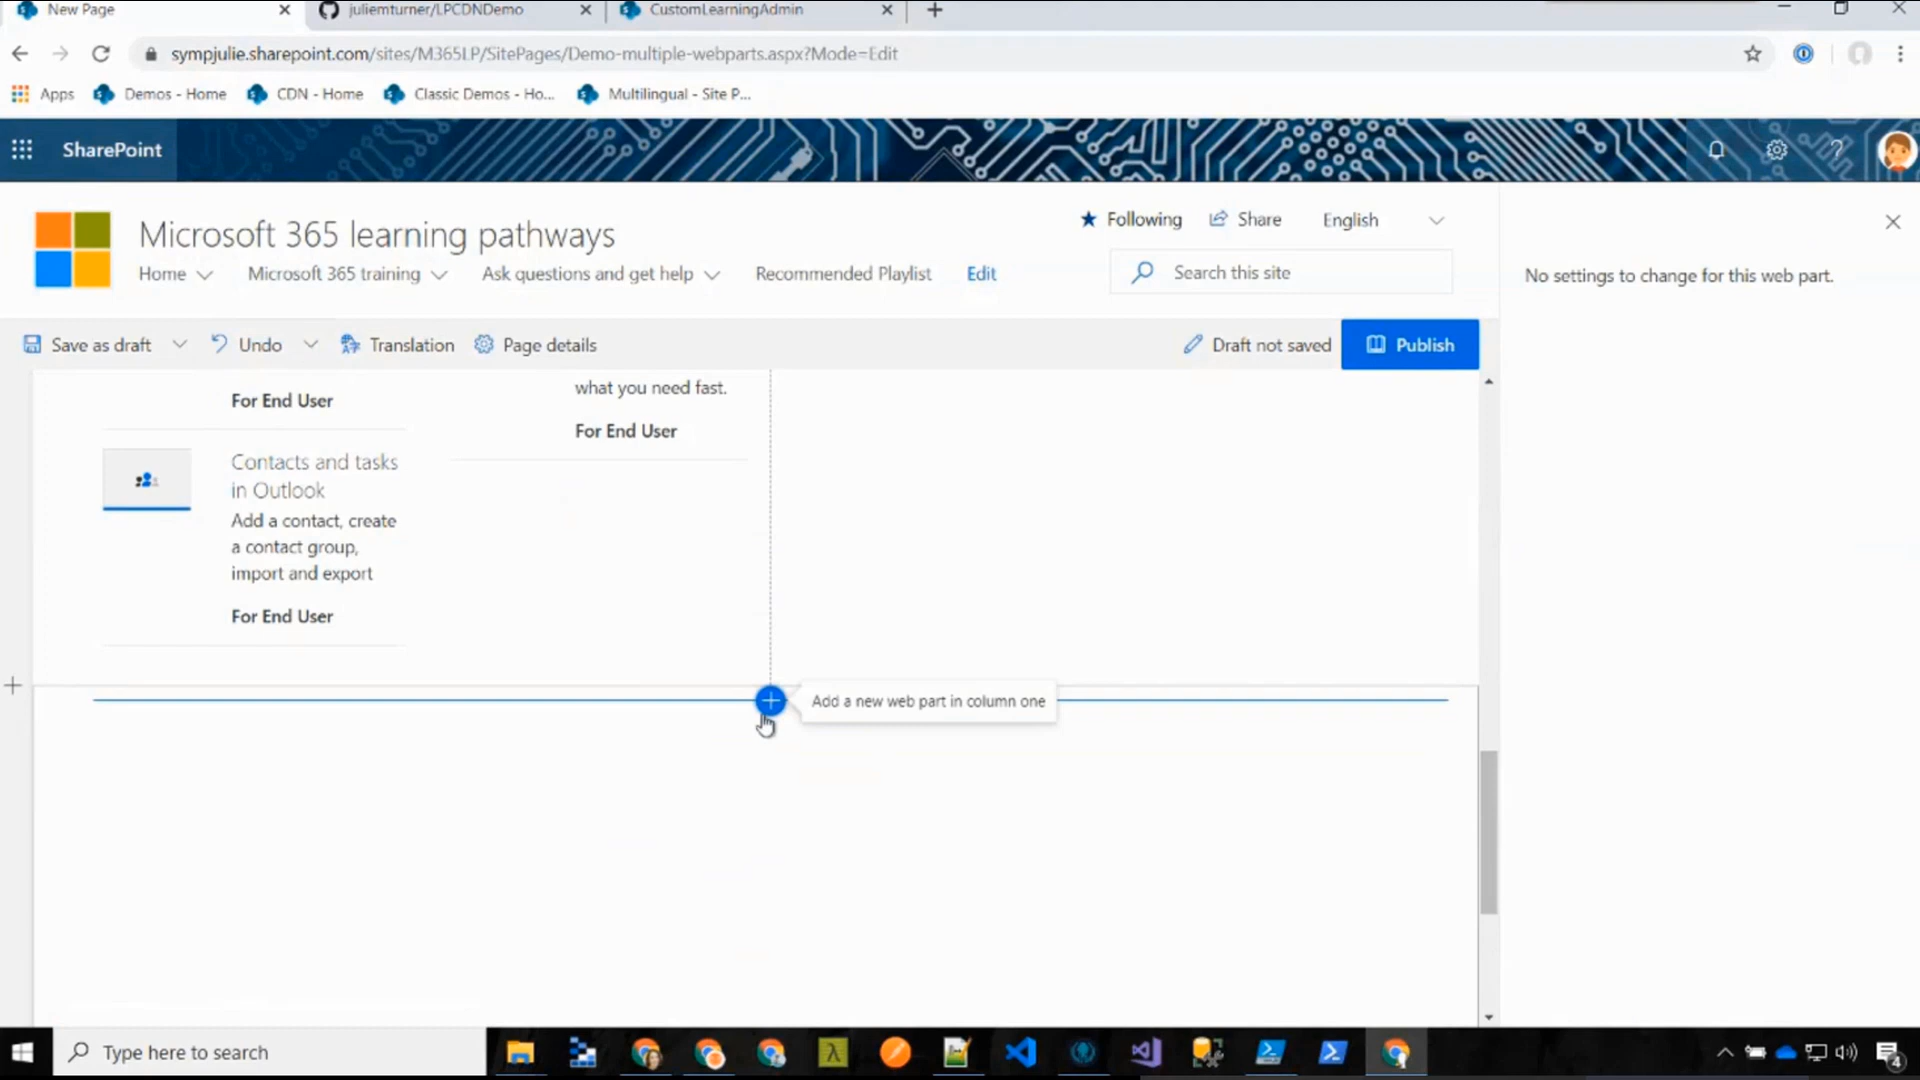 New Page
juliemturner/LPCDNDemo
CustomLearningAdmin
sympjulie.sharepoint.com/sites/M365LP/SitePages/Demo-multiple-webparts.aspx?Mode=Edit
Apps
Demos - Home
CDN - Home
Classic Demos - Ho...
Multilingual - Site P...
SharePoint
Microsoft 365 learning pathways
Following
Share
English
Home
Microsoft 365 training
Ask questions and get help
Recommended Playlist
Edit
Search this site
No settings to change for this web part.
Save as draft
Undo
Translation
Page details
Draft not saved
Publish
For End User
Contacts and tasks
in Outlook
Add a contact, create
a contact group,
import and export
For End User
what you need fast.
For End User
Add a new web part in column one
Type here to search
4